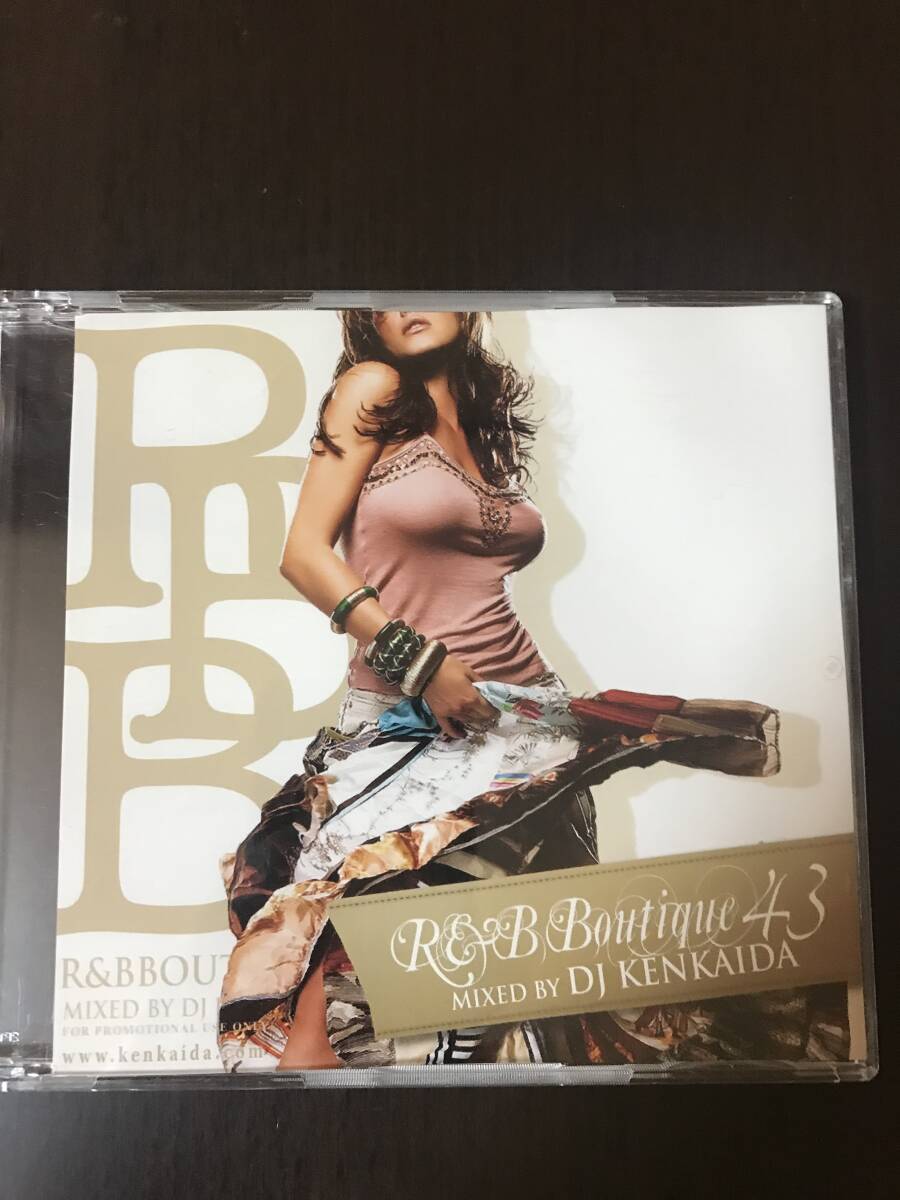 R&B Boutique 43
MIXED BY DJ KENKAIDA
R&BBOUT
MIXED BY DJ
FOR PROMOTIONAL USE ONLY
www.kenkaida.com